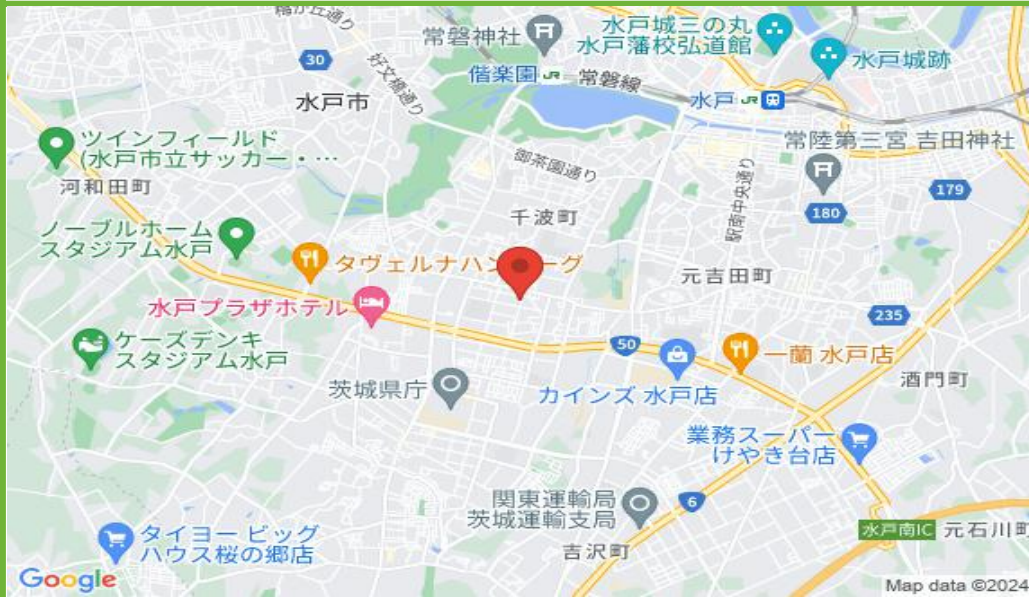 梅が丘通り
常磐神社
水戸城三の丸
水戸藩校弘道館
水戸城跡
30
好文橋通り
偕楽園 JR
常磐線
水戸 JR
水戸市
ツインフィールド
(水戸市立サッカー・…
河和田町
御茶園通り
常陸第三宮 吉田神社
駅南中央通り
179
180
千波町
ノーブルホーム
スタジアム水戸
タヴェルナハン
ーグ
元吉田町
水戸プラザホテル
235
ケーズデンキ
スタジアム水戸
50
一蘭 水戸店
茨城県庁
カインズ 水戸店
酒門町
業務スーパー
けやき台店
関東運輸局
茨城運輸支局
6
吉沢町
水戸南IC
元石川町
タイヨー ビッグ
ハウス桜の郷店
Google
Map data ©2024